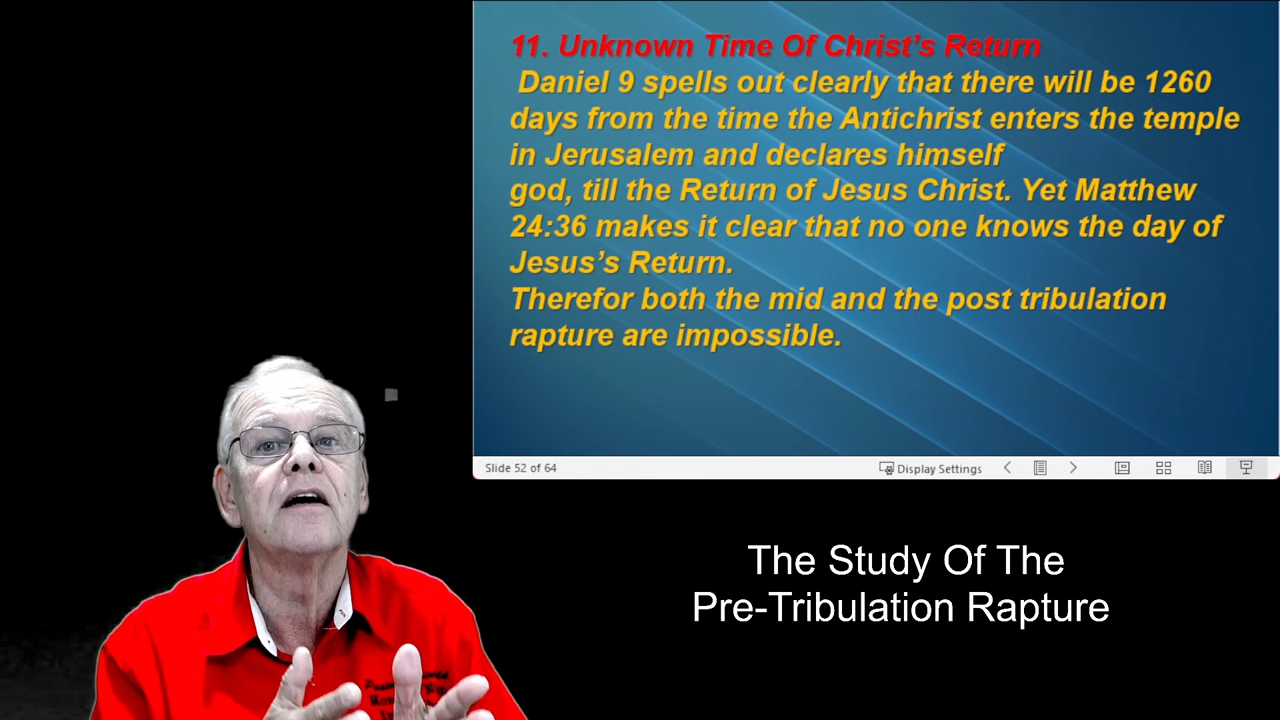 11. Unknown Time Of Christ's Return
Daniel 9 spells out clearly that there will be 1260
days from the time the Antichrist enters the temple
in Jerusalem and declares himself
god, till the Return of Jesus Christ. Yet Matthew
24:36 makes it clear that no one knows the day of
Jesus's Return.
Therefor both the mid and the post tribulation
rapture are impossible.
Slide 52 of 64
Display Settings
The Study Of The
Pre-Tribulation Rapture